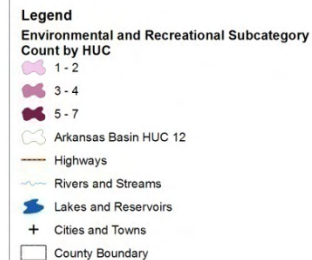 Legend
Environmental and Recreational Subcategory
Count by HUC
1 - 2
3 - 4
5 - 7
Arkansas Basin HUC 12
Highways
Rivers and Streams
Lakes and Reservoirs
Cities and Towns
County Boundary